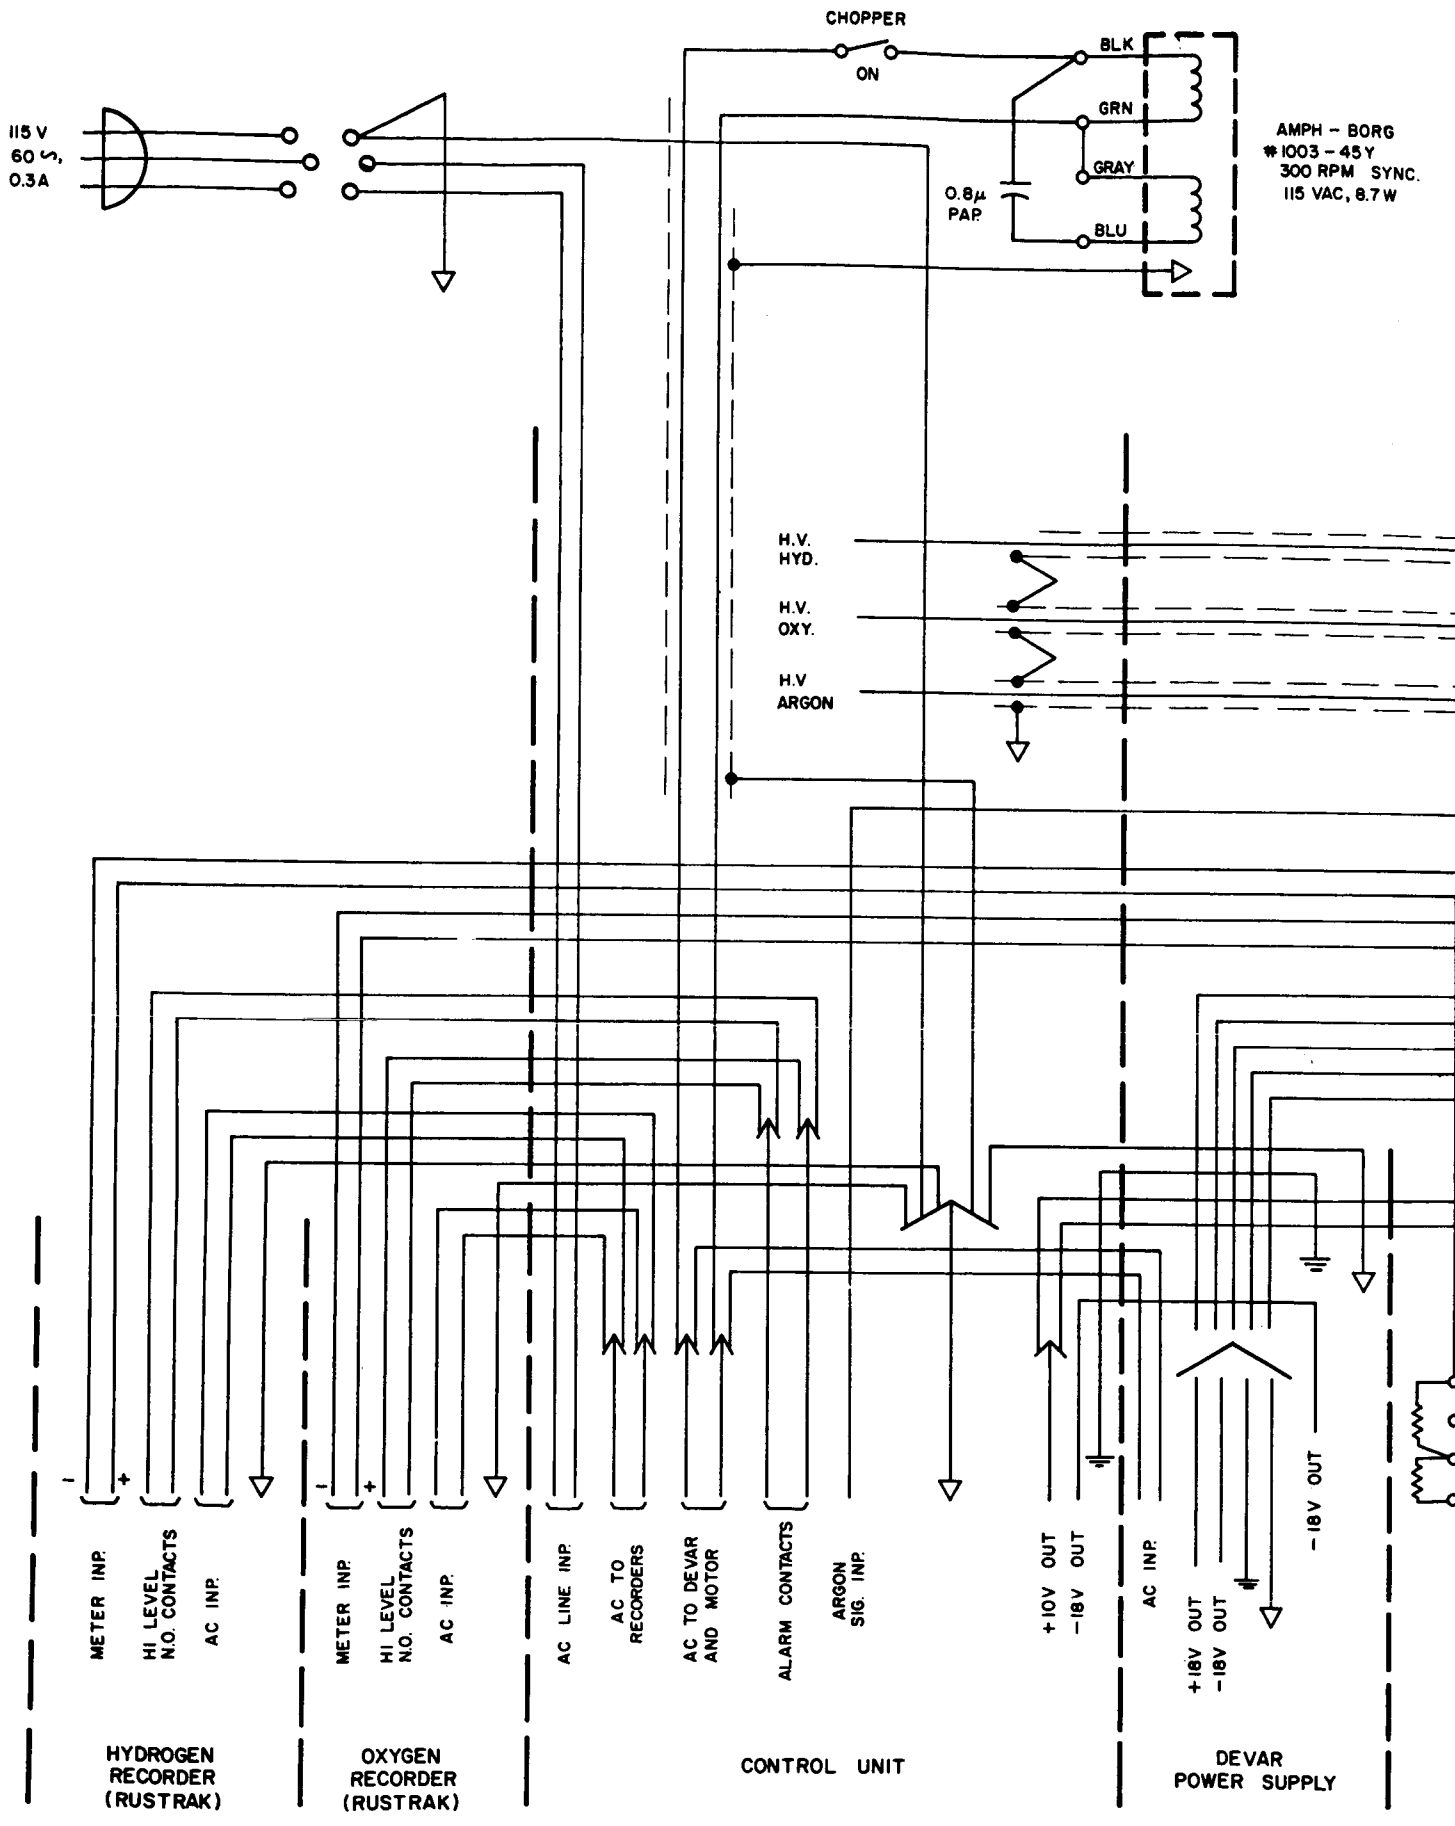 CHOPPER
ON
BLK
GRN
GRAY
BLU
0.8μ
PAP.
AMPH - BORG
#1003-45Y
300 RPM SYNC.
115 VAC, 8.7W
115 V
60 ∿,
0.3A
H.V.
HYD.
H.V.
OXY.
H.V
ARGON
-
+
METER INP.
HI LEVEL
N.O. CONTACTS
AC INP.
-
+
METER INP.
HI LEVEL
N.O. CONTACTS
AC INP.
AC LINE INP.
AC TO
RECORDERS
AC TO DEVAR
AND MOTOR
ALARM CONTACTS
ARGON
SIG. INP.
+10V OUT
-18V OUT
AC INP.
+18V OUT
-18V OUT
-18V OUT
HYDROGEN
RECORDER
(RUSTRAK)
OXYGEN
RECORDER
(RUSTRAK)
CONTROL UNIT
DEVAR
POWER SUPPLY